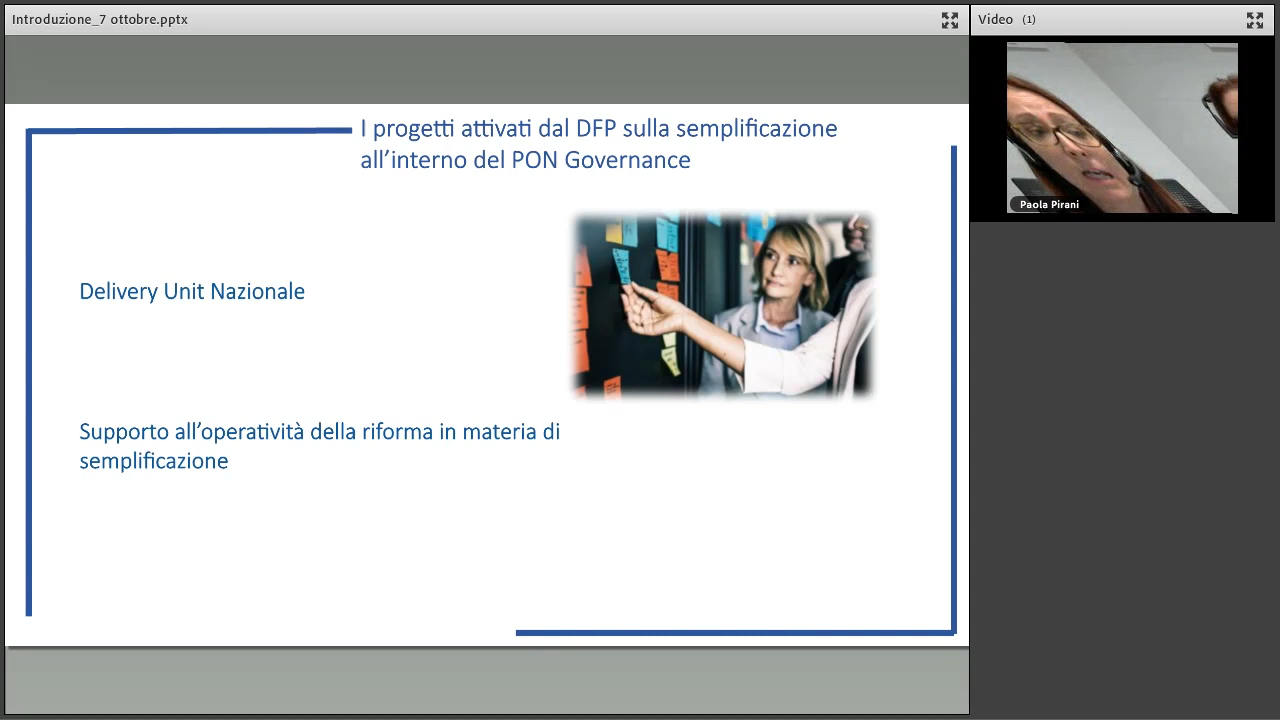 Introduzione_7 ottobre.pptx
Video (1)
I progetti attivati dal DFP sulla semplificazione
all’interno del PON Governance
Delivery Unit Nazionale
Supporto all’operatività della riforma in materia di
semplificazione
Paola Pirani